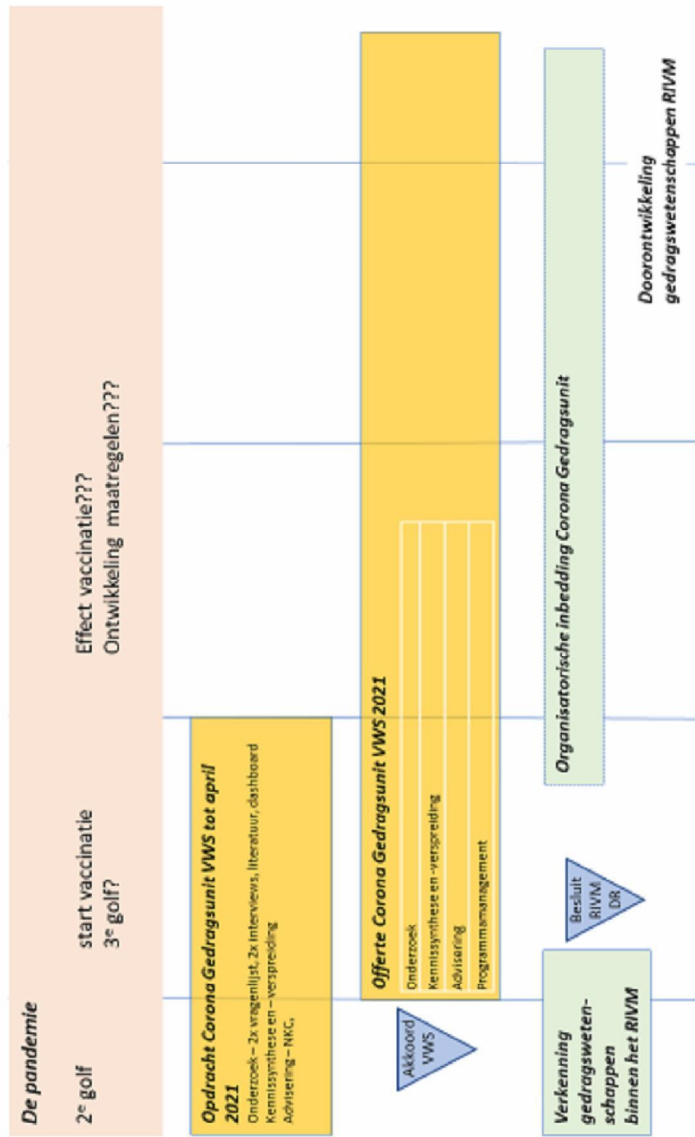 De pandemie
2e golf
start vaccinatie
3e golf?
Effect vaccinatie???
Ontwikkeling maatregelen???
Opdracht Corona Gedragsunit VWS tot april
2021
Onderzoek – 2x vragenlijst, 2x interviews, literatuur, dashboard
Kennissynthese en – verspreiding
Advisering – NKC,
Akkoord
VWS
Offerte Corona Gedragsunit VWS 2021
Onderzoek
Kennissynthese en -verspreiding
Advisering
Programmamanagement
Verkenning
gedragsweten-
schappen
binnen het RIVM
Besluit
RIVM
DR
Organisatorische inbedding Corona Gedragsunit
Doorontwikkeling
gedragswetenschappen RIVM